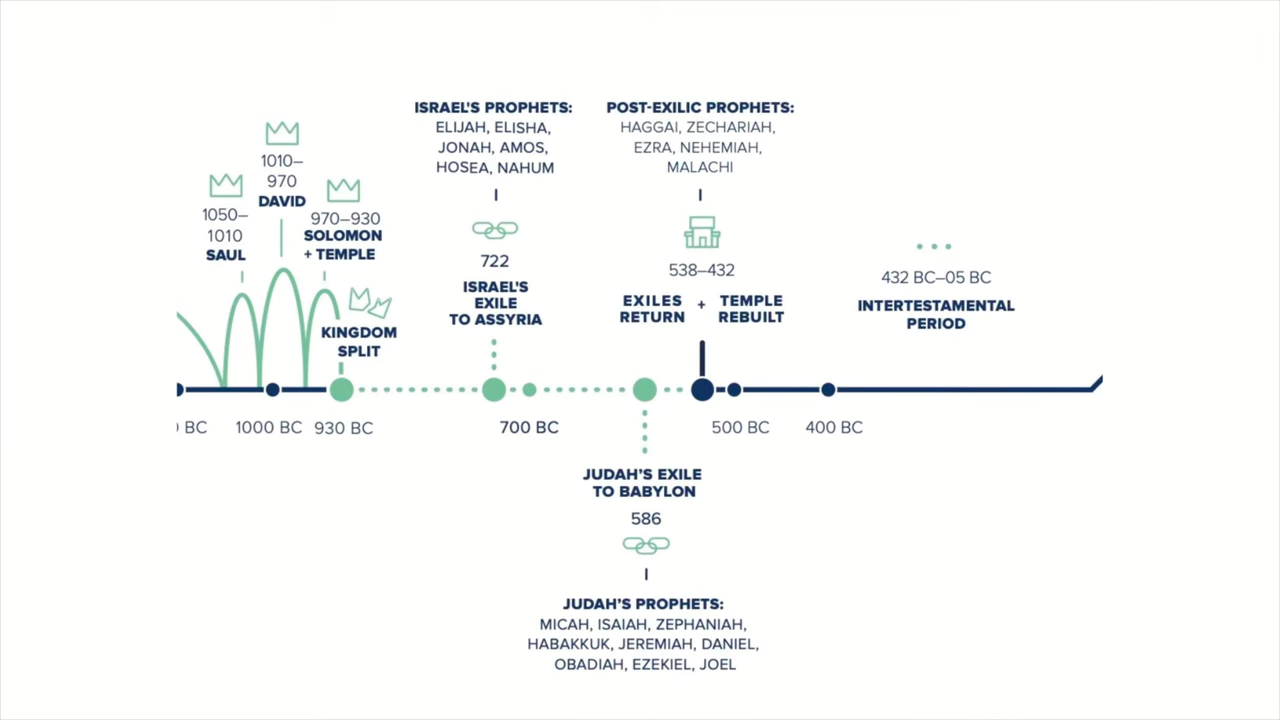 1050–
1010
SAUL
1010–
970
DAVID
970–930
SOLOMON
+ TEMPLE
KINGDOM
SPLIT
ISRAEL'S PROPHETS:
ELIJAH, ELISHA,
JONAH, AMOS,
HOSEA, NAHUM
722
ISRAEL'S
EXILE
TO ASSYRIA
POST-EXILIC PROPHETS:
HAGGAI, ZECHARIAH,
EZRA, NEHEMIAH,
MALACHI
538–432
EXILES
RETURN
+
TEMPLE
REBUILT
432 BC–05 BC
INTERTESTAMENTAL
PERIOD
BC
1000 BC
930 BC
700 BC
500 BC
400 BC
JUDAH'S EXILE
TO BABYLON
586
JUDAH'S PROPHETS:
MICAH, ISAIAH, ZEPHANIAH,
HABAKKUK, JEREMIAH, DANIEL,
OBADIAH, EZEKIEL, JOEL